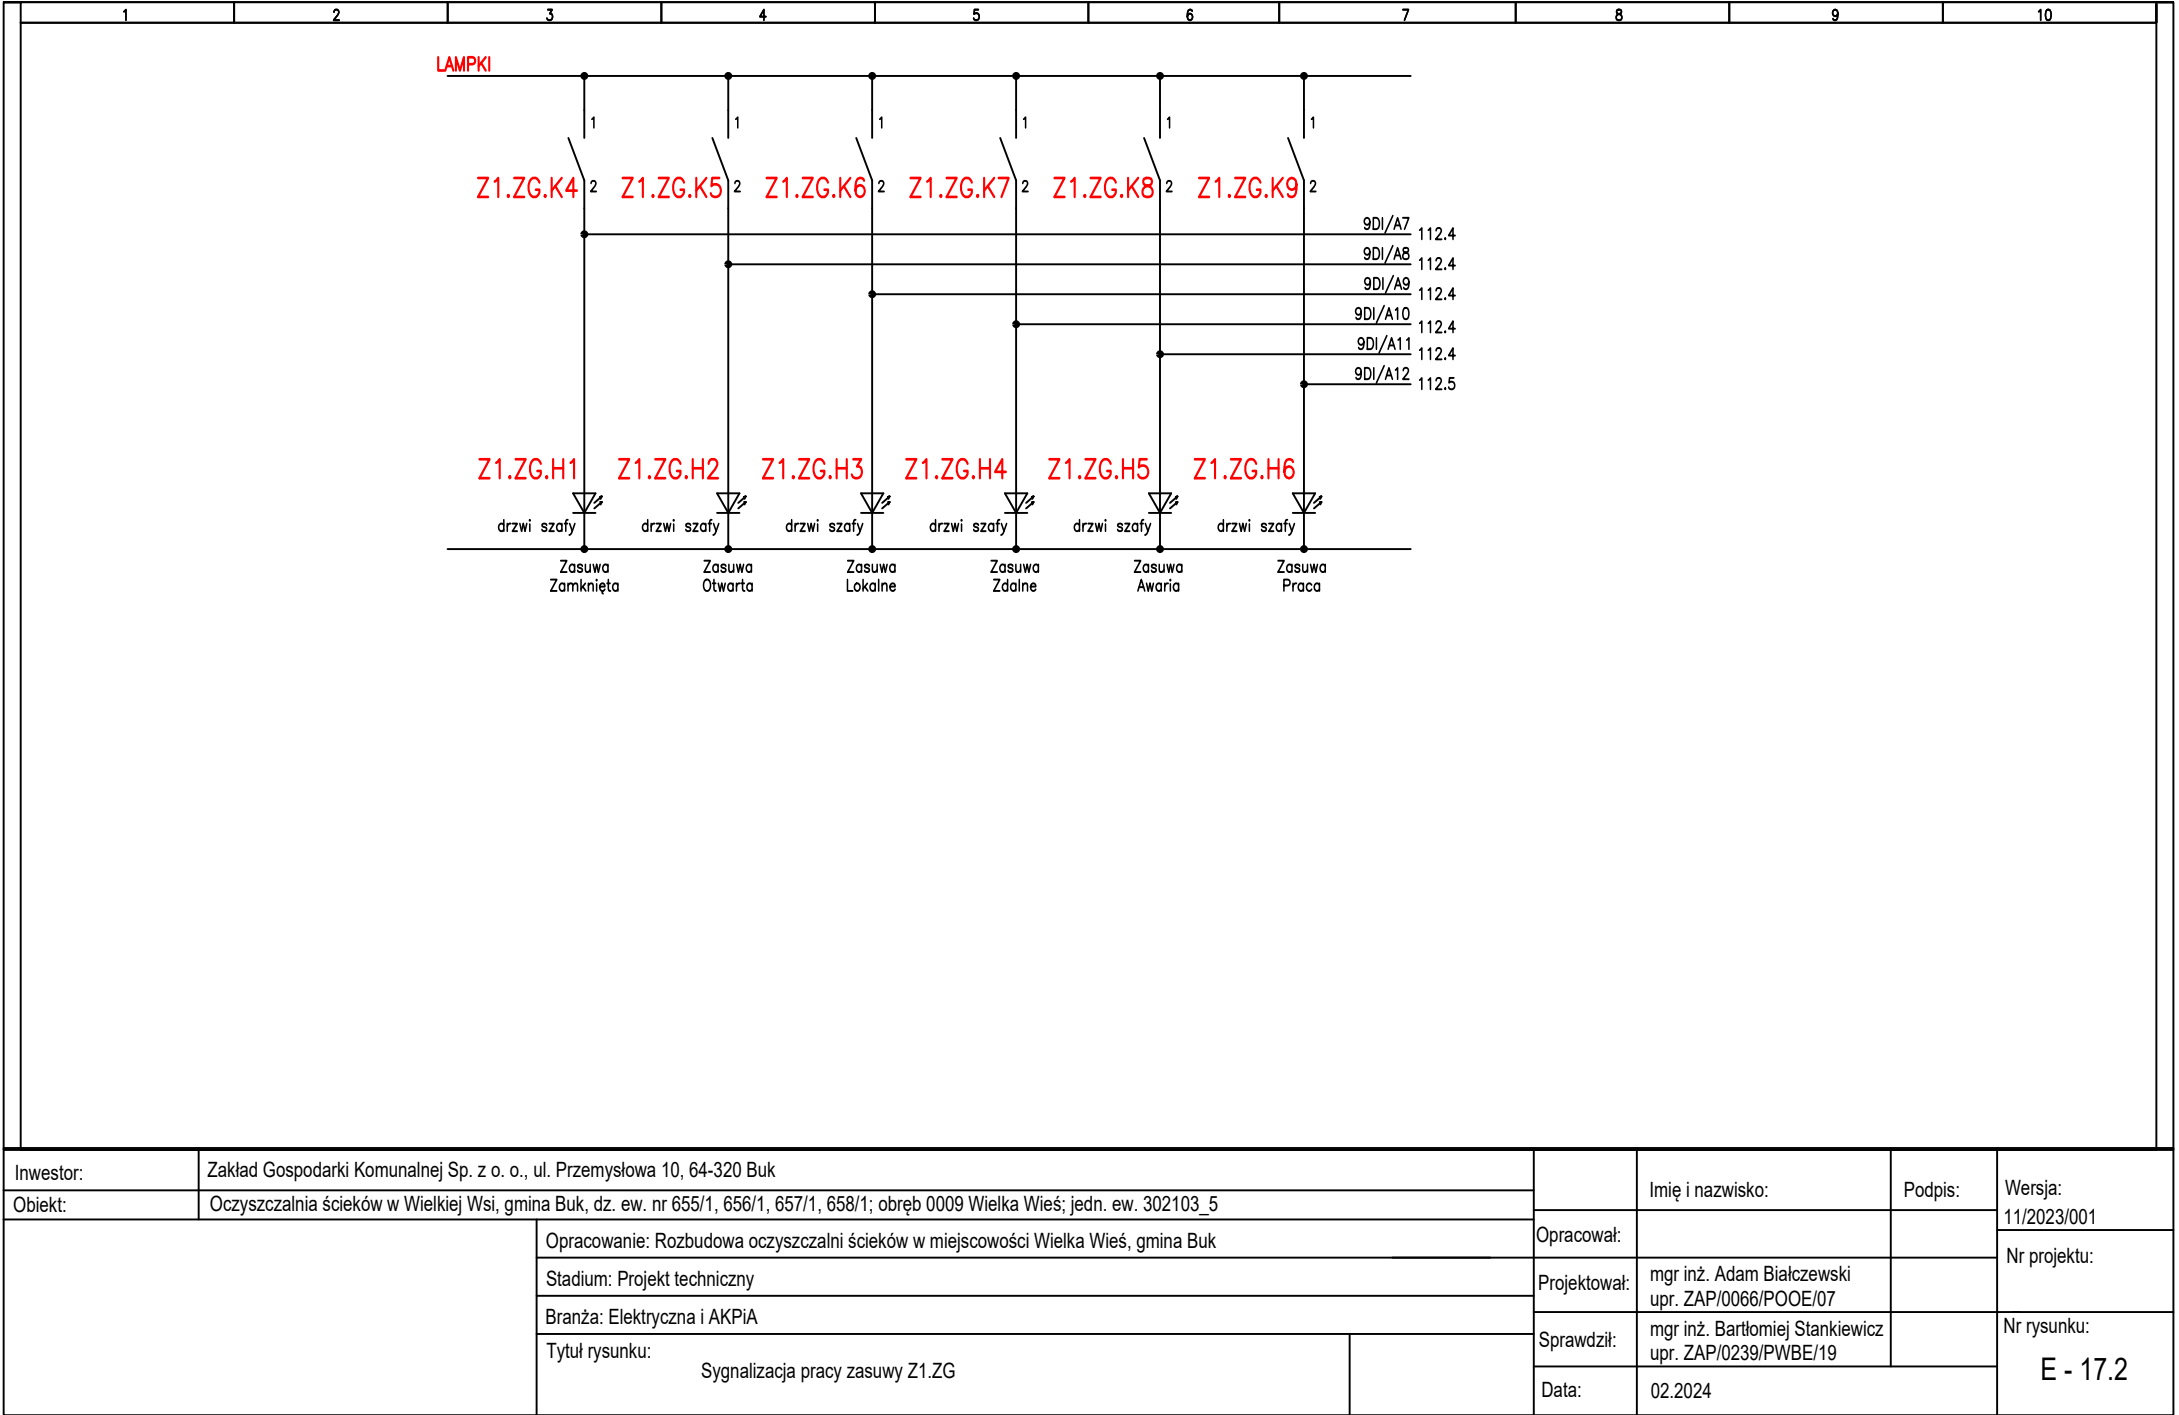 1 2 3 4 5 6 7 8 9 10
LAMPKI
1 1 1 1 1 1
Z1.ZG.K4 2 Z1.ZG.K5 2 Z1.ZG.K6 2 Z1.ZG.K7 2 Z1.ZG.K8 2 Z1.ZG.K9 2
9DI/A7 112.4
9DI/A8 112.4
9DI/A9 112.4
9DI/A10 112.4
9DI/A11 112.4
9DI/A12 112.5
Z1.ZG.H1 Z1.ZG.H2 Z1.ZG.H3 Z1.ZG.H4 Z1.ZG.H5 Z1.ZG.H6
drzwi szafy drzwi szafy drzwi szafy drzwi szafy drzwi szafy drzwi szafy
Zasuwa Zasuwa Zasuwa Zasuwa Zasuwa Zasuwa
Zamknięta Otwarta Lokalne Zdalne Awaria Praca
Inwestor: Zakład Gospodarki Komunalnej Sp. z o. o., ul. Przemysłowa 10, 64-320 Buk
Obiekt: Oczyszczalnia ścieków w Wielkiej Wsi, gmina Buk, dz. ew. nr 655/1, 656/1, 657/1, 658/1; obręb 0009 Wielka Wieś; jedn. ew. 302103_5
Opracowanie: Rozbudowa oczyszczalni ścieków w miejscowości Wielka Wieś, gmina Buk
Stadium: Projekt techniczny
Branża: Elektryczna i AKPiA
Tytuł rysunku:
Sygnalizacja pracy zasuwy Z1.ZG
Imię i nazwisko: Podpis:
Opracował:
Projektował: mgr inż. Adam Białczewski
upr. ZAP/0066/POOE/07
Sprawdził: mgr inż. Bartłomiej Stankiewicz
upr. ZAP/0239/PWBE/19
Data: 02.2024
Wersja:
11/2023/001
Nr projektu:
Nr rysunku:
E - 17.2